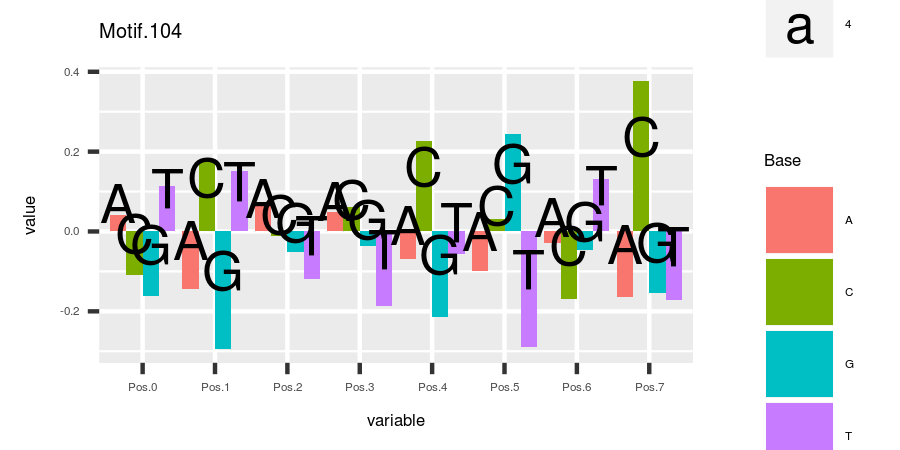 Motif.104
a 4
0.4
0.2
0.0
-0.2
value
A C G T A C G T A C G T A C G T A C G T A C G T A C G T A C G T
Pos.0 Pos.1 Pos.2 Pos.3 Pos.4 Pos.5 Pos.6 Pos.7
variable
Base
A
C
G
T